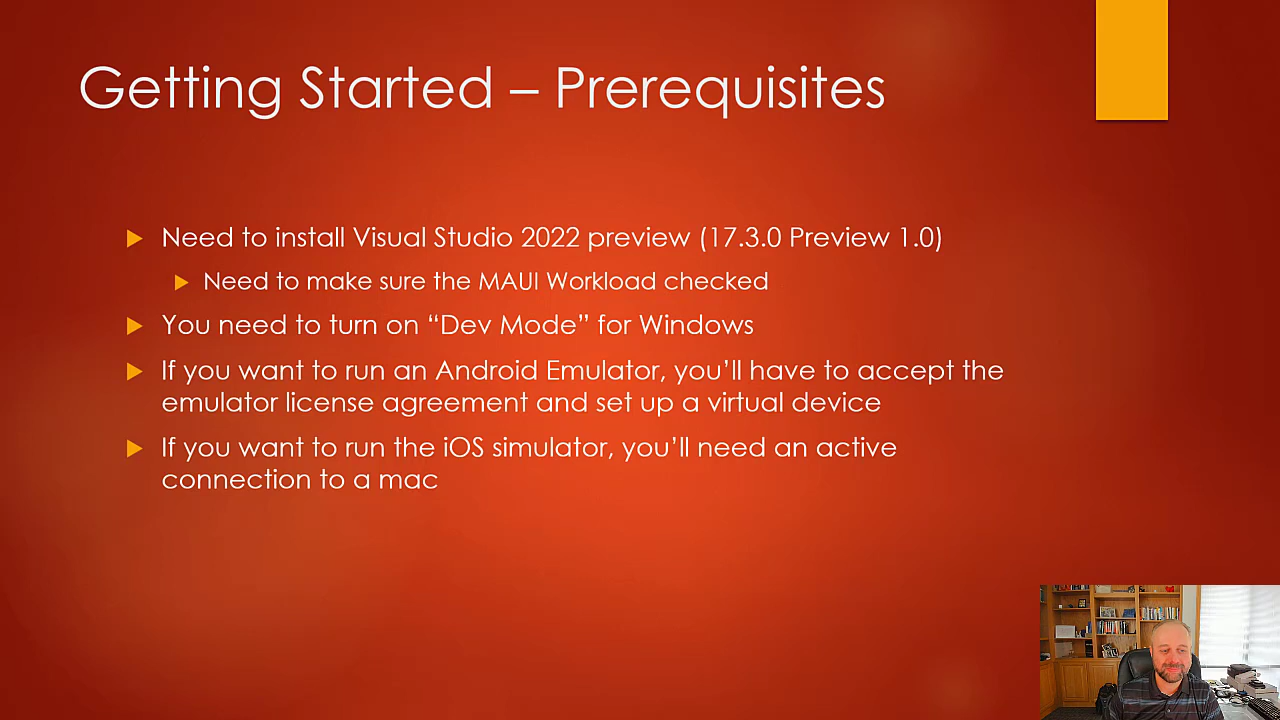 Getting Started – Prerequisites
Need to install Visual Studio 2022 preview (17.3.0 Preview 1.0)
Need to make sure the MAUI Workload checked
You need to turn on “Dev Mode” for Windows
If you want to run an Android Emulator, you’ll have to accept the
emulator license agreement and set up a virtual device
If you want to run the iOS simulator, you’ll need an active
connection to a mac